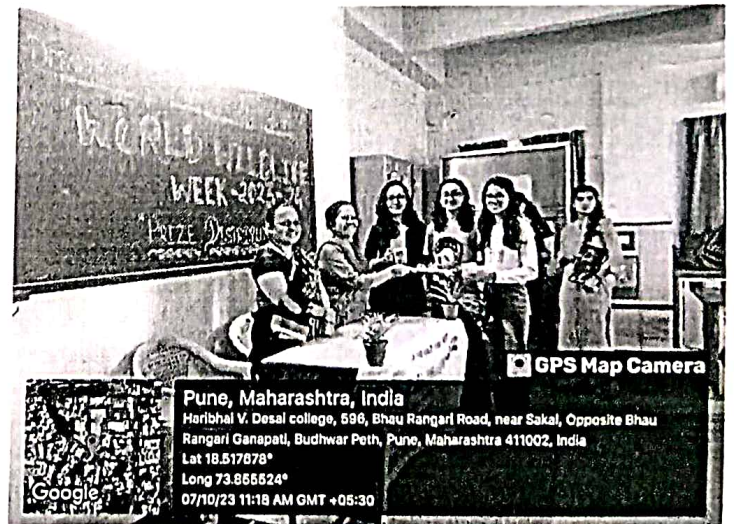 WORLD WILDLIFE
WEEK-2023-24
"PRIZE DISTRIBU
GPS Map Camera
Pune, Maharashtra, India
Haribhai V. Desai college, 596, Bhau Rangari Road, near Sakal, Opposite Bhau
Rangari Ganapati, Budhwar Peth, Pune, Maharashtra 411002, India
Lat 18.517678°
Long 73.855524°
07/10/23 11:18 AM GMT +05:30
Google